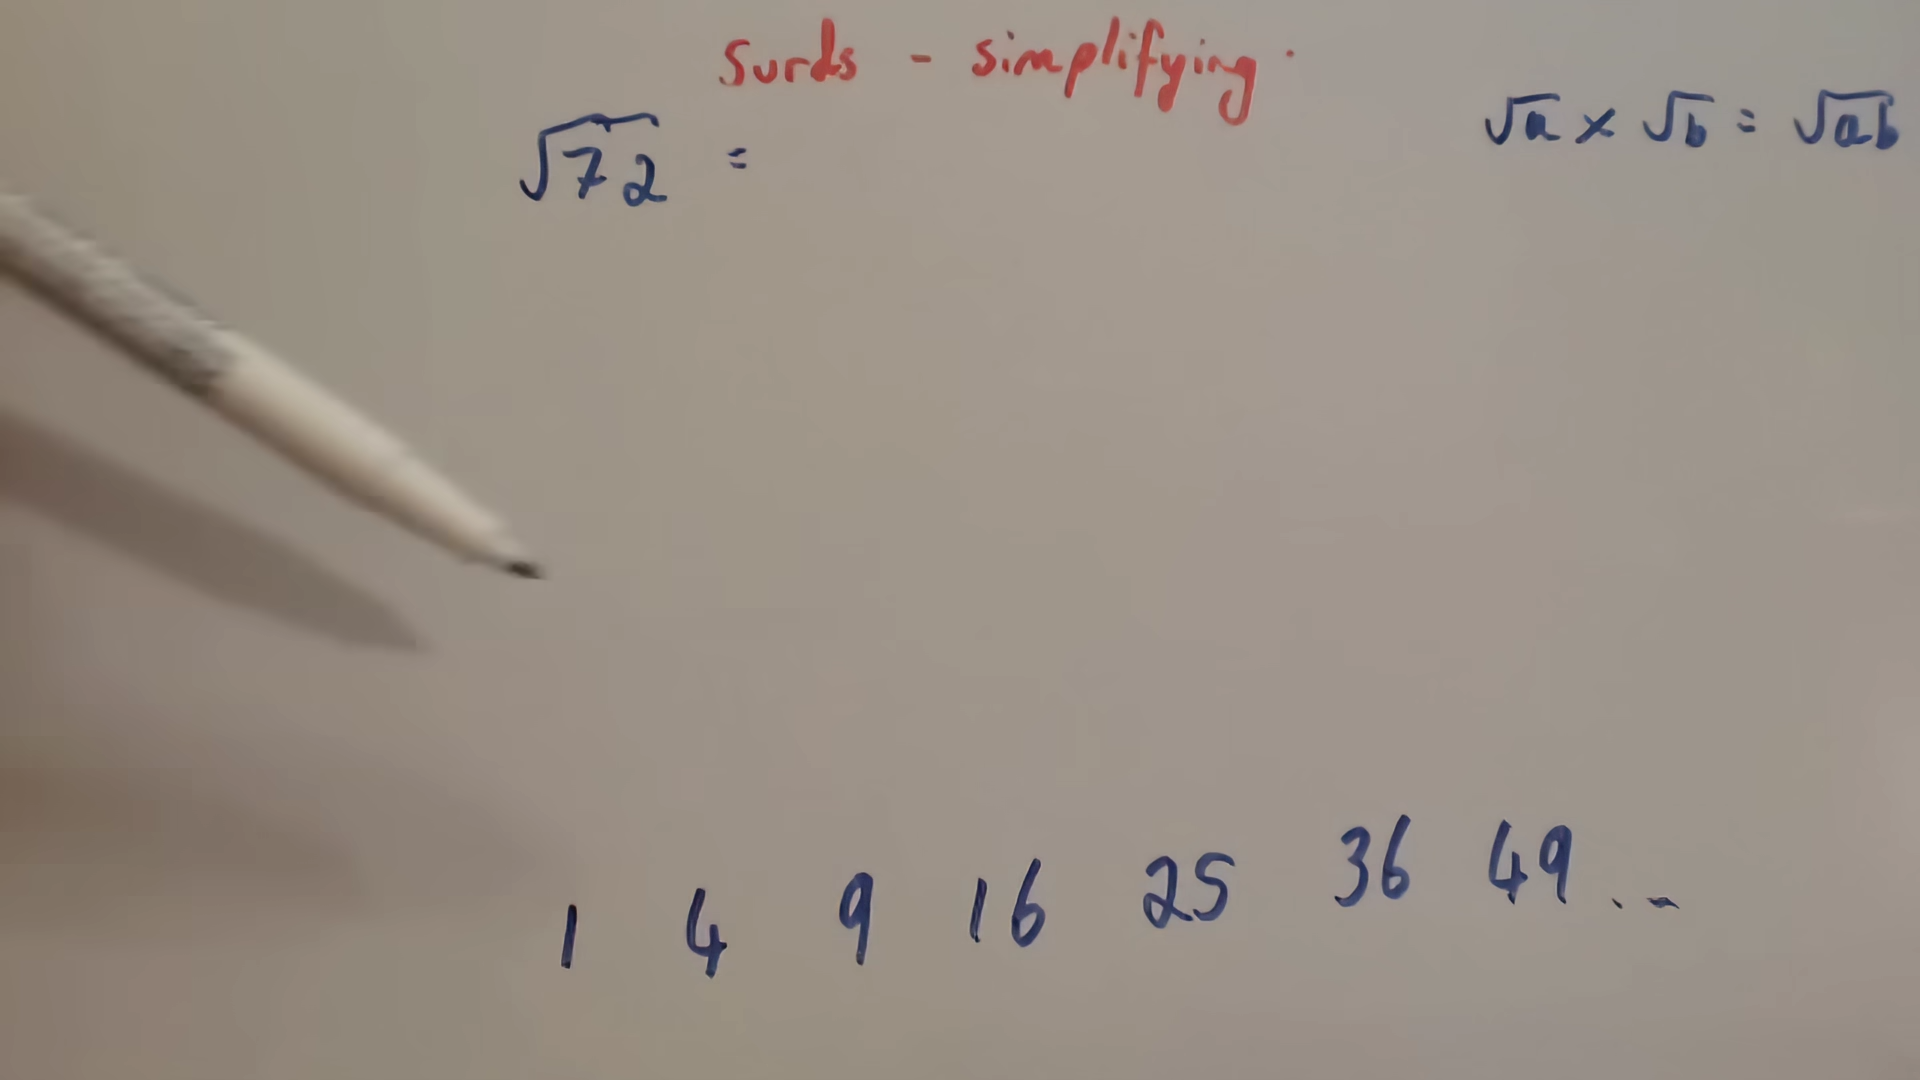 Surds - simplifying.
√72 =
√a × √b = √ab
1 4 9 16 25 36 49 ...